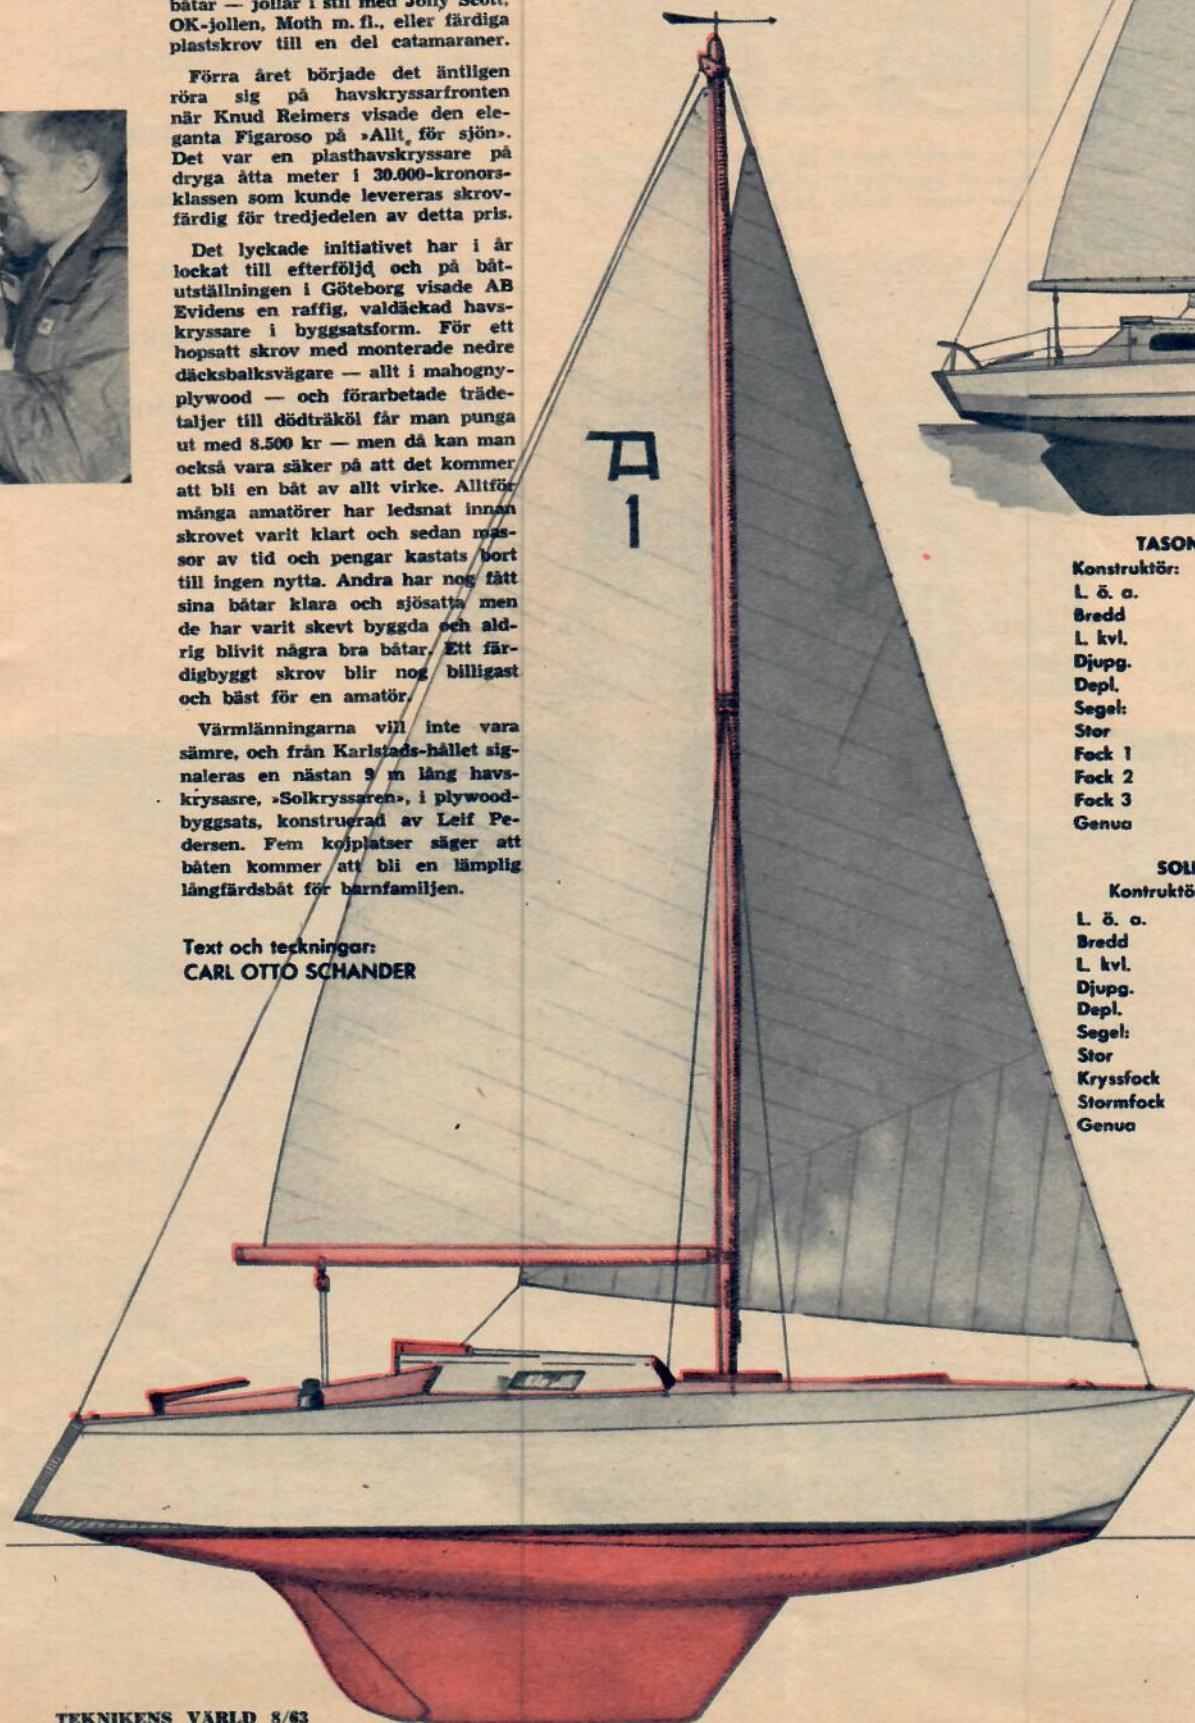 båtar — jollar i stil med Jolly Scott,
OK-jollen, Moth m. fl., eller färdiga
plastskrov till en del catamaraner.
Förra året började det äntligen
röra sig på havskryssarfronten
när Knud Reimers visade den ele-
ganta Figaroso på »Allt för sjön».
Det var en plasthavskryssare på
dryga åtta meter i 30.000-kronors-
klassen som kunde levereras skrov-
färdig för tredjedelen av detta pris.
Det lyckade initiativet har i år
lockat till efterföljd och på båt-
utställningen i Göteborg visade AB
Evidens en raffig, valdäckad havs-
kryssare i byggsatsform. För ett
hopsatt skrov med monterade nedre
däcksbalksvägare — allt i mahogny-
plywood — och förarbetade träde-
taljer till dödträköl får man punga
ut med 8.500 kr — men då kan man
också vara säker på att det kommer
att bli en båt av allt virke. Alltför
många amatörer har ledsnat innan
skrovet varit klart och sedan mas-
sor av tid och pengar kastats bort
till ingen nytta. Andra har nog fått
sina båtar klara och sjösatta men
de har varit skevt byggda och ald-
rig blivit några bra båtar. Ett fär-
digbyggt skrov blir nog billigast
och bäst för en amatör.
Värmlänningarna vill inte vara
sämre, och från Karlstads-hållet sig-
naleras en nästan 9 m lång havs-
krysasre, »Solkryssaren», i plywood-
byggsats, konstruerad av Leif Pe-
dersen. Fem kojplatser säger att
båten kommer att bli en lämplig
långfärdsbåt för barnfamiljen.
Text och teckningar:
CARL OTTO SCHANDER
A
1
TASON
Konstruktör:
L. ö. a.
Bredd
L. kvl.
Djupg.
Depl.
Segel:
Stor
Fock 1
Fock 2
Fock 3
Genua
SOL
Kontruktö
L. ö. a.
Bredd
L. kvl.
Djupg.
Depl.
Segel:
Stor
Kryssfock
Stormfock
Genua
TEKNIKENS VÄRLD 8/63